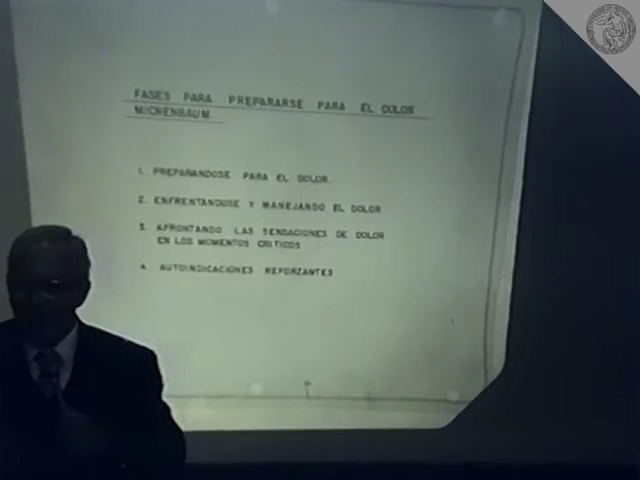 FASES PARA PREPARARSE PARA EL DOLOR
MICHENBAUM
1. PREPARANDOSE PARA EL DOLOR.
2. ENFRENTANDOSE Y MANEJANDO EL DOLOR
3. AFRONTANDO LAS SENSACIONES DE DOLOR
EN LOS MOMENTOS CRITICOS
4. AUTOINDICACIONES REFORZANTES